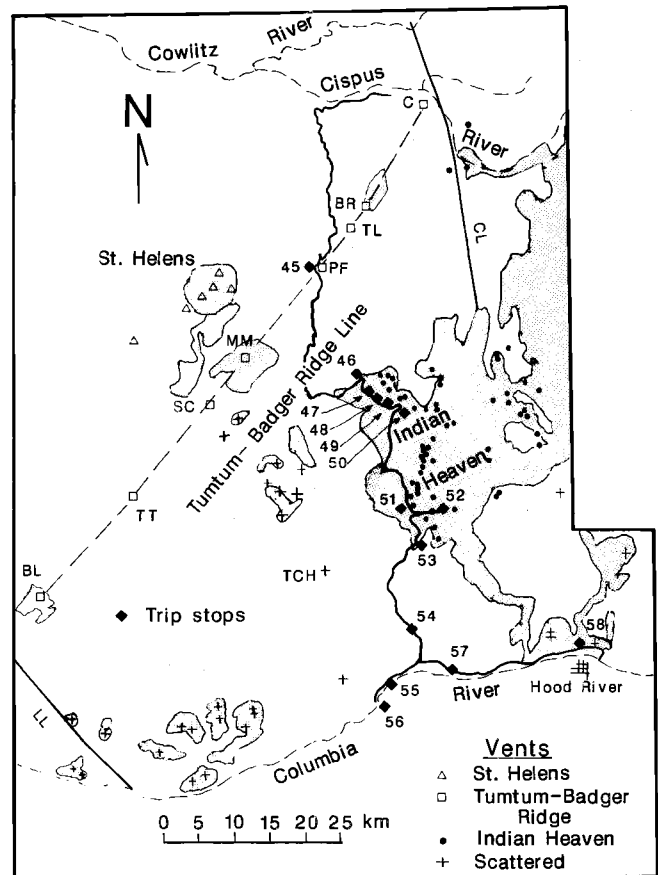 River
Cowlitz
Cispus
C
N
River
BR
TL
CL
St. Helens
45
PF
MM
46
SC
Tumtum-Badger Ridge Line
47
48
49
50
Indian
Heaven
51
52
TT
53
BL
TCH
Trip stops
54
58
57
LL
55
River
Hood River
56
Columbia
Vents
St. Helens
Tumtum-Badger
Ridge
Indian Heaven
Scattered
0 5 10 15 20 25 km